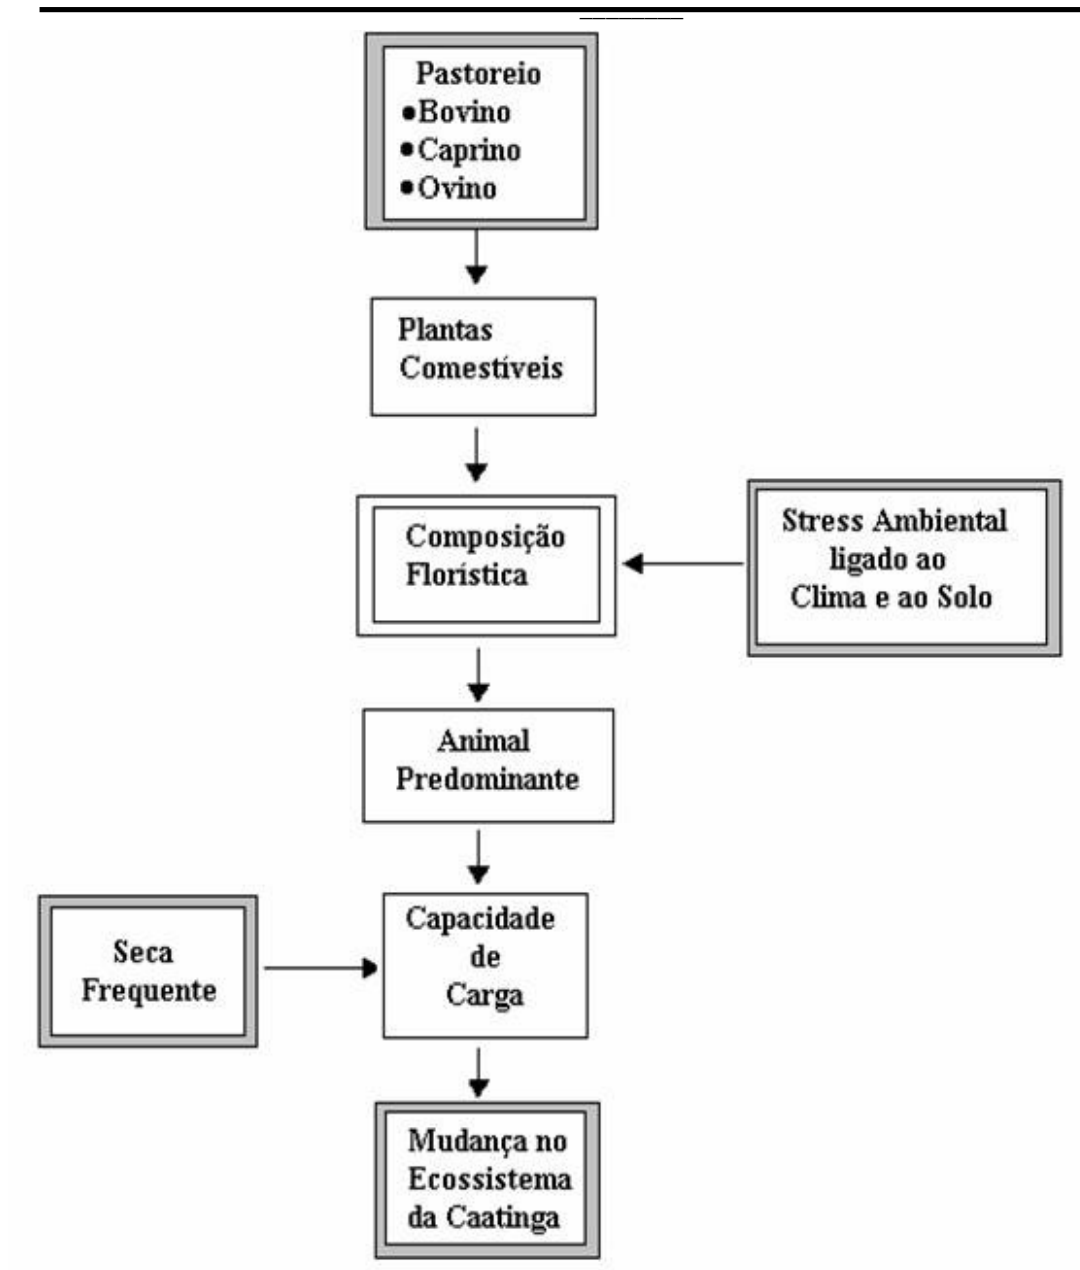 Pastoreio
•Bovino
•Caprino
•Ovino
Plantas
Comestíveis
Composição
Florística
Stress Ambiental
ligado ao
Clima e ao Solo
Animal
Predominante
Seca
Frequente
Capacidade
de
Carga
Mudança no
Ecossistema
da Caatinga